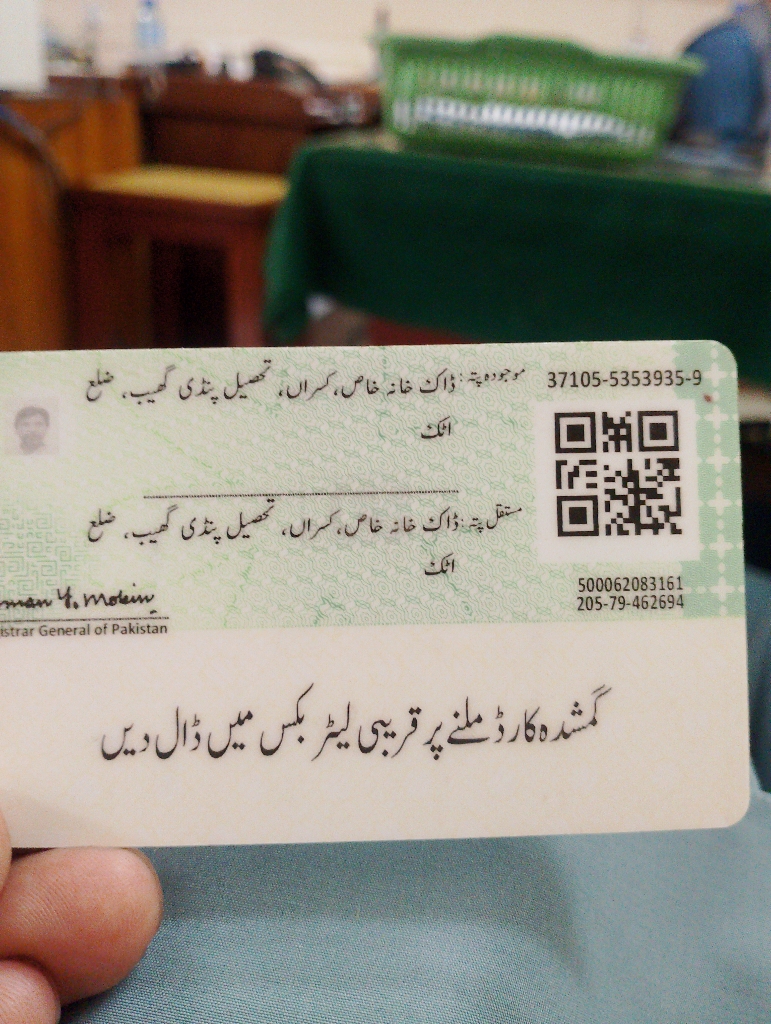 موجودہ پتہ: ڈاک خانہ خاص، کسراں، تحصیل پنڈی گھیب، ضلع
اٹک
37105-5353935-9
مستقل پتہ: ڈاک خانہ خاص، کسراں، تحصیل پنڈی گھیب، ضلع
اٹک
500062083161
205-79-462694
istrar General of Pakistan
گمشدہ کارڈ ملنے پر قریبی لیٹر بکس میں ڈال دیں